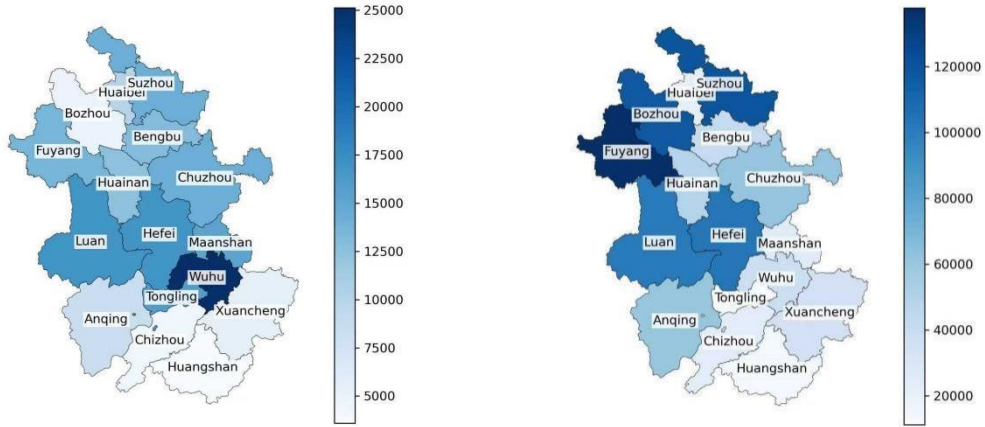 25000
22500
20000
17500
15000
12500
10000
7500
5000
Suzhou
Huaibei
Bozhou
Bengbu
Fuyang
Huainan
Chuzhou
Luan
Hefei
Maanshan
Wuhu
Tongling
Anqing
Xuancheng
Chizhou
Huangshan
120000
100000
80000
60000
40000
20000
Suzhou
Huaibei
Bozhou
Bengbu
Fuyang
Huainan
Chuzhou
Luan
Hefei
Maanshan
Wuhu
Tongling
Anqing
Xuancheng
Chizhou
Huangshan